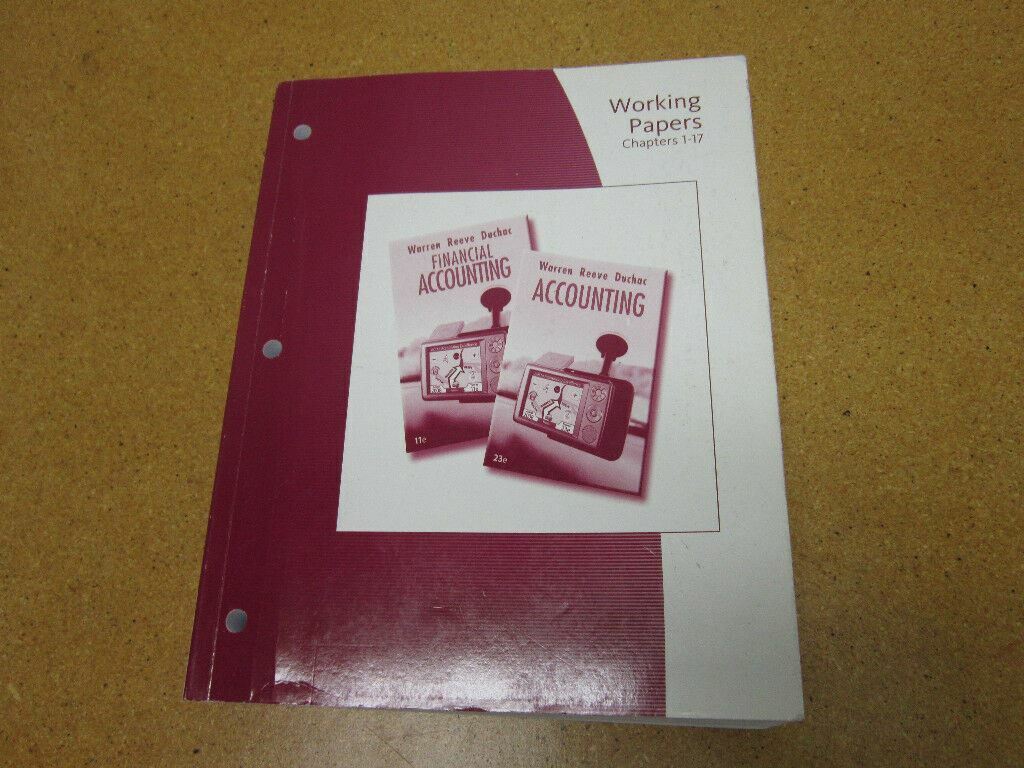 Working
Papers
Chapters 1-17
Warren Reeve Duchac
FINANCIAL
ACCOUNTING
11e
Warren Reeve Duchac
ACCOUNTING
23e